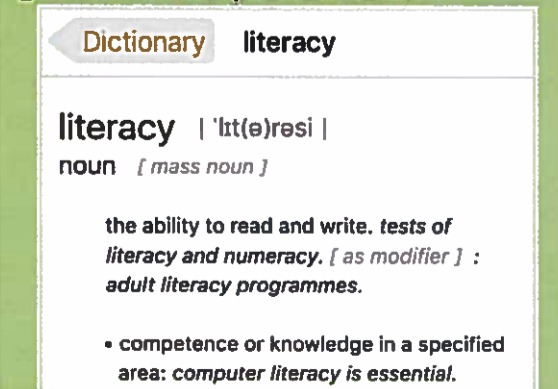 Dictionary literacy
literacy | ˈlɪt(ə)rəsi |
noun [ mass noun ]
the ability to read and write. tests of
literacy and numeracy. [ as modifier ] :
adult literacy programmes.
• competence or knowledge in a specified
area: computer literacy is essential.